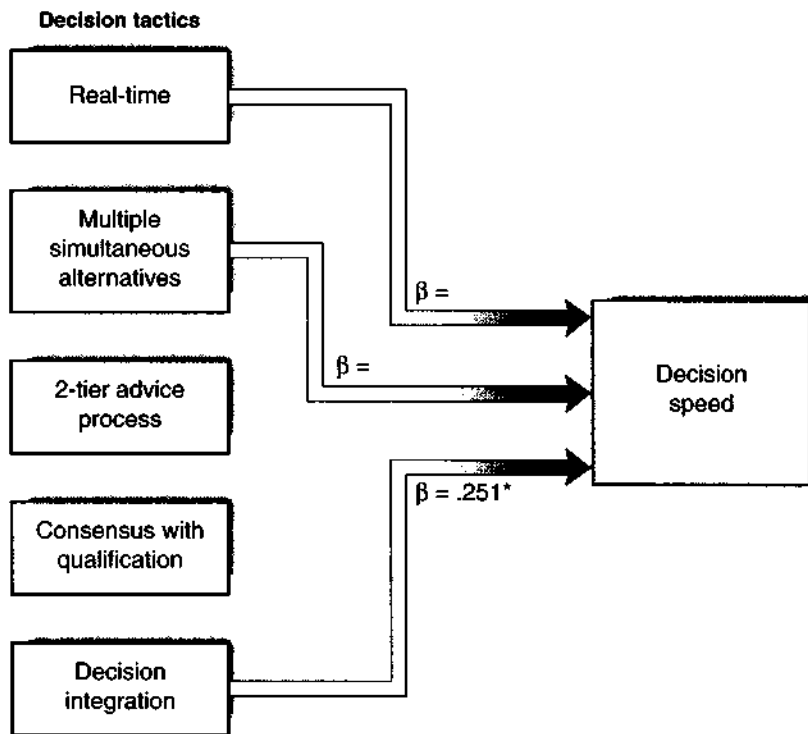 Decision tactics
Real-time
Multiple
simultaneous
alternatives
2-tier advice
process
Consensus with
qualification
Decision
integration
β =
β =
β = .251*
Decision
speed